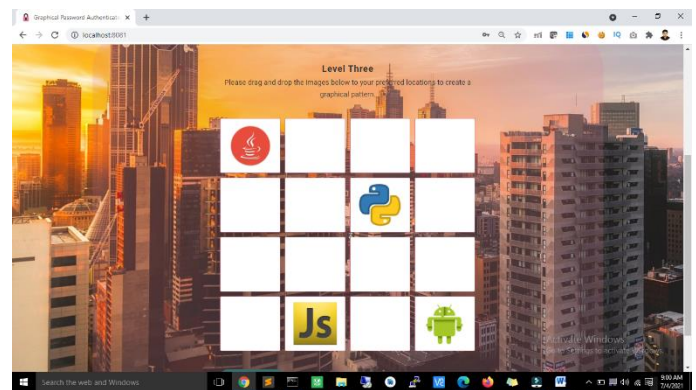 Graphical Password Authenticati
localhost:8081
Level Three
Please drag and drop the images below to your preferred locations to create a
graphical pattern.
Js
Activate Windows
Go to Settings to activate Windows.
Search the web and Windows
9:00 AM
7/4/2021